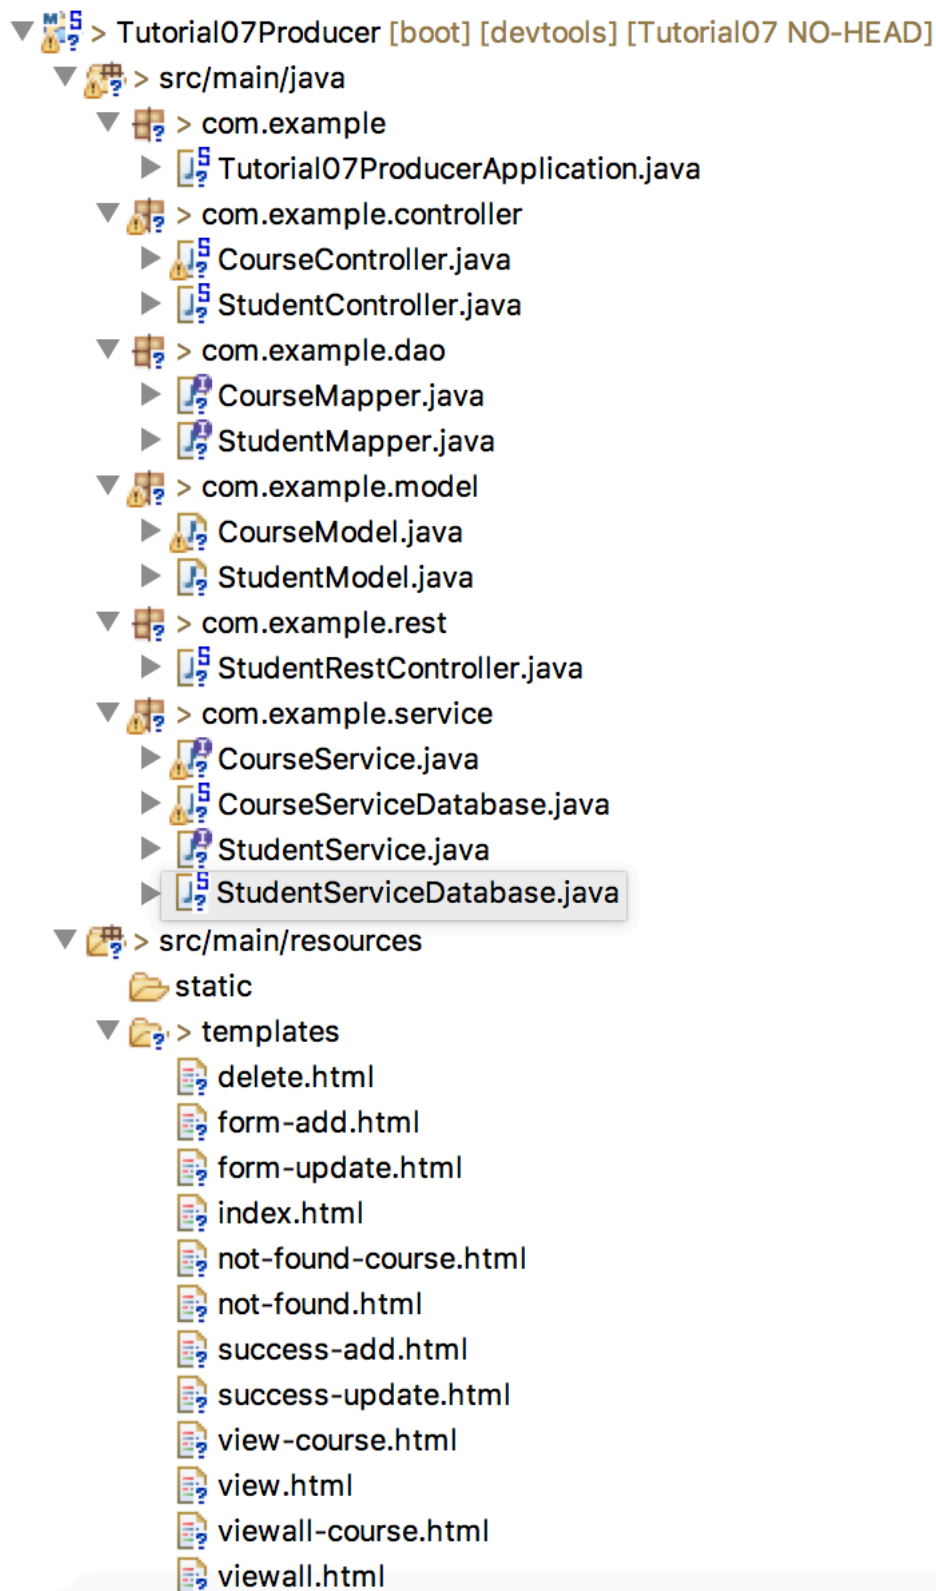 > Tutorial07Producer [boot] [devtools] [Tutorial07 NO-HEAD]
> src/main/java
> com.example
Tutorial07ProducerApplication.java
> com.example.controller
CourseController.java
StudentController.java
> com.example.dao
CourseMapper.java
StudentMapper.java
> com.example.model
CourseModel.java
StudentModel.java
> com.example.rest
StudentRestController.java
> com.example.service
CourseService.java
CourseServiceDatabase.java
StudentService.java
StudentServiceDatabase.java
> src/main/resources
static
> templates
delete.html
form-add.html
form-update.html
index.html
not-found-course.html
not-found.html
success-add.html
success-update.html
view-course.html
view.html
viewall-course.html
viewall.html